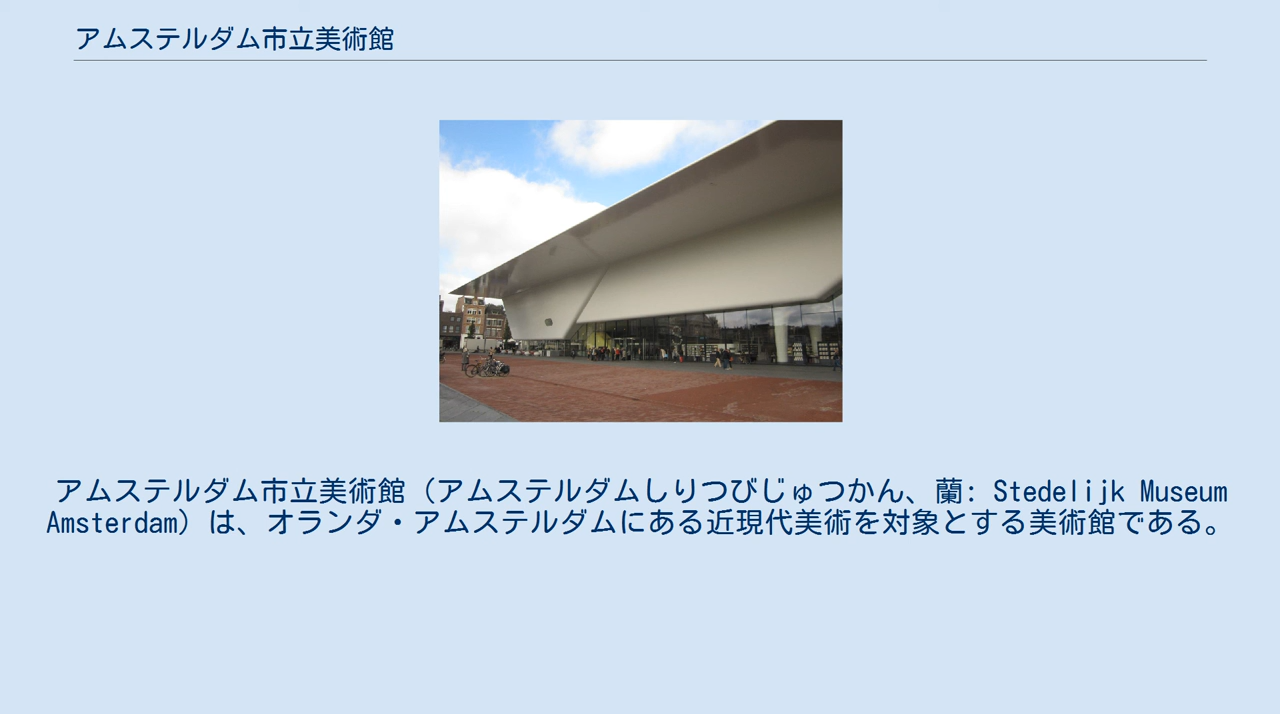 アムステルダム市立美術館
アムステルダム市立美術館（アムステルダムしりつびじゅつかん、蘭: Stedelijk Museum
Amsterdam）は、オランダ・アムステルダムにある近現代美術を対象とする美術館である。